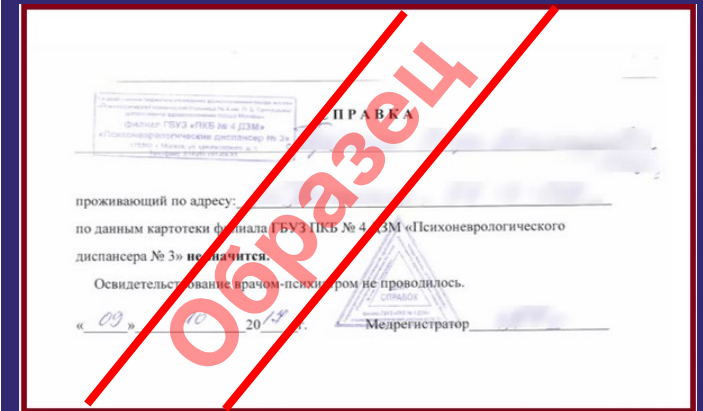 СПРАВКА
филиал ГБУЗ «ПКБ № 4 ДЗМ»
«Психоневрологический диспансер № 3»
проживающий по адресу:
по данным картотеки филиала ГБУЗ ПКБ № 4 ДЗМ «Психоневрологического
диспансера № 3» не значится.
Освидетельствование врачом-психиатром не проводилось.
СПРАВОК
« 09 » 10 20 г.
Медрегистратор
Образец